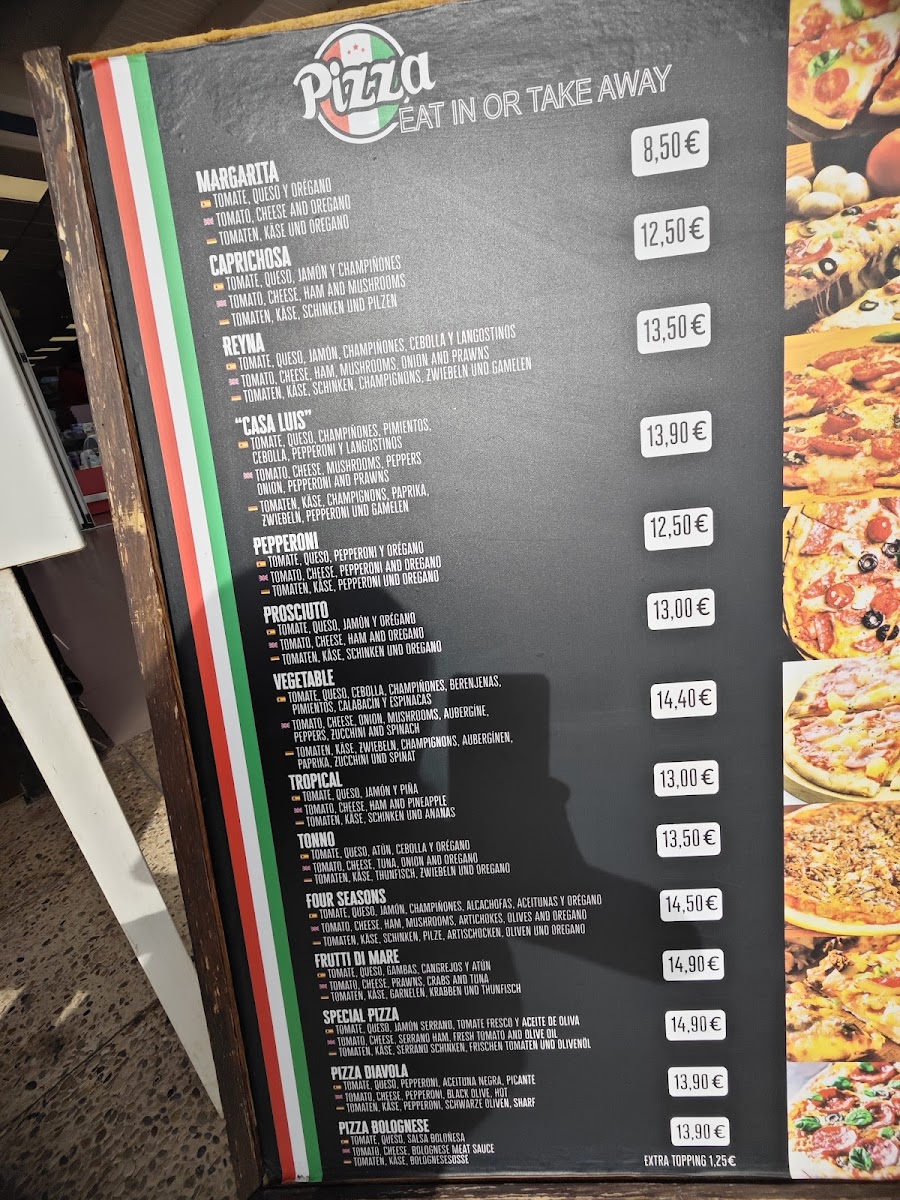 Pizza
EAT IN OR TAKE AWAY
MARGARITA 8,50 €
TOMATE, QUESO Y ORÉGANO
TOMATO, CHEESE AND OREGANO
TOMATEN, KÄSE UND OREGANO
CAPRICHOSA 12,50 €
TOMATE, QUESO, JAMÓN Y CHAMPIÑONES
TOMATO, CHEESE, HAM AND MUSHROOMS
TOMATEN, KÄSE, SCHINKEN UND PILZEN
REYNA 13,50 €
TOMATE, QUESO, JAMÓN, CHAMPIÑONES, CEBOLLA Y LANGOSTINOS
TOMATO, CHEESE, HAM, MUSHROOMS, ONION AND PRAWNS
TOMATEN, KÄSE, SCHINKEN, CHAMPIGNONS, ZWIEBELN UND GAMELEN
“CASA LUIS” 13,90 €
TOMATE, QUESO, CHAMPIÑONES, PIMIENTOS,
CEBOLLA, PEPPERONI Y LANGOSTINOS
TOMATO, CHEESE, MUSHROOMS, PEPPERS
ONION, PEPPERONI AND PRAWNS
TOMATEN, KÄSE, CHAMPIGNONS, PAPRIKA,
ZWIEBELN, PEPPERONI UND GAMELEN
PEPPERONI 12,50 €
TOMATE, QUESO, PEPPERONI Y ORÉGANO
TOMATO, CHEESE, PEPPERONI AND OREGANO
TOMATEN, KÄSE, PEPPERONI UND OREGANO
PROSCIUTO 13,00 €
TOMATE, QUESO, JAMÓN Y ORÉGANO
TOMATO, CHEESE, HAM AND OREGANO
TOMATEN, KÄSE, SCHINKEN UND OREGANO
VEGETABLE 14,40 €
TOMATE, QUESO, CEBOLLA, CHAMPIÑONES, BERENJENAS,
PIMIENTOS, CALABACÍN Y ESPINACAS
TOMATO, CHEESE, ONION, MUSHROOMS, AUBERGINE,
PEPPERS, ZUCCHINI AND SPINACH
TOMATEN, KÄSE, ZWIEBELN, CHAMPIGNONS, AUBERGINEN,
PAPRIKA, ZUCCHINI UND SPINAT
TROPICAL 13,00 €
TOMATE, QUESO, JAMÓN Y PIÑA
TOMATO, CHEESE, HAM AND PINEAPPLE
TOMATEN, KÄSE, SCHINKEN UND ANANAS
TONNO 13,50 €
TOMATE, QUESO, ATÚN, CEBOLLA Y ORÉGANO
TOMATO, CHEESE, TUNA, ONION AND OREGANO
TOMATEN, KÄSE, THUNFISCH, ZWIEBELN UND OREGANO
FOUR SEASONS 14,50 €
TOMATE, QUESO, JAMÓN, CHAMPIÑONES, ALCACHOFAS, ACEITUNAS Y ORÉGANO
TOMATO, CHEESE, HAM, MUSHROOMS, ARTICHOKES, OLIVES AND OREGANO
TOMATEN, KÄSE, SCHINKEN, PILZE, ARTISCHOCKEN, OLIVEN UND OREGANO
FRUTTI DI MARE 14,90 €
TOMATE, QUESO, GAMBAS, CANGREJOS Y ATÚN
TOMATO, CHEESE, PRAWNS, CRABS AND TUNA
TOMATEN, KÄSE, GARNELEN, KRABBEN UND THUNFISCH
SPECIAL PIZZA 14,90 €
TOMATE, QUESO, JAMÓN SERRANO, TOMATE FRESCO Y ACEITE DE OLIVA
TOMATO, CHEESE, SERRANO HAM, FRESH TOMATO AND OLIVE OIL
TOMATEN, KÄSE, SERRANO SCHINKEN, FRISCHEN TOMATEN UND OLIVENÖL
PIZZA DIAVOLA 13,90 €
TOMATE, QUESO, PEPPERONI, ACEITUNA NEGRA, PICANTE
TOMATO, CHEESE, PEPPERONI, BLACK OLIVE, HOT
TOMATEN, KÄSE, PEPPERONI, SCHWARZE OLIVEN, SHARF
PIZZA BOLOGNESE 13,90 €
TOMATE, QUESO, SALSA BOLOÑESA
TOMATO, CHEESE, BOLOGNESE MEAT SAUCE
TOMATEN, KÄSE, BOLOGNESESOSSE
EXTRA TOPPING 1,25€